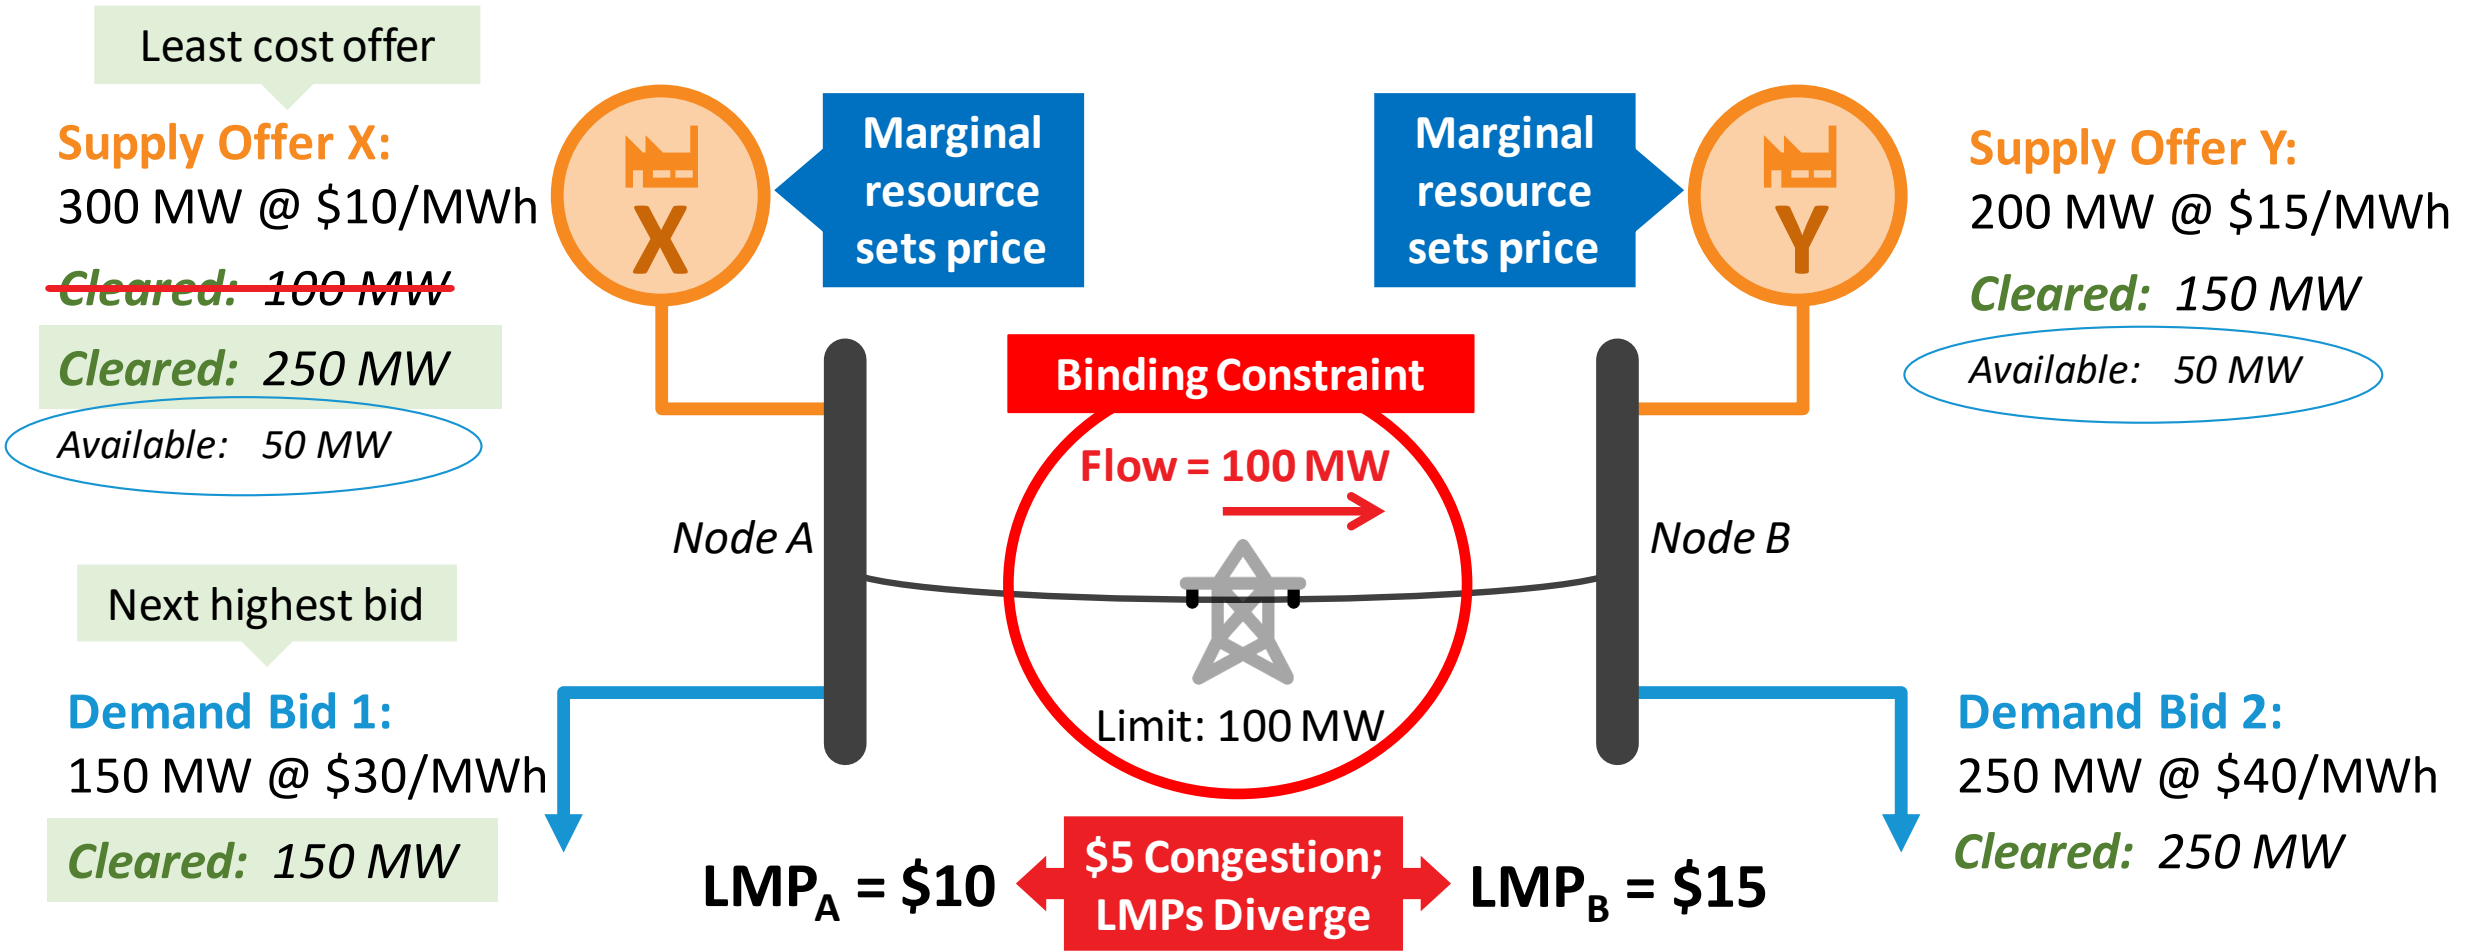 Least cost offer
Supply Offer X:
300 MW @ $10/MWh
Cleared: 100 MW
Cleared: 250 MW
Available: 50 MW
X
Marginal
resource
sets price
Marginal
resource
sets price
Y
Supply Offer Y:
200 MW @ $15/MWh
Cleared: 150 MW
Available: 50 MW
Binding Constraint
Flow = 100 MW
Node A
Node B
Limit: 100 MW
Next highest bid
Demand Bid 1:
150 MW @ $30/MWh
Cleared: 150 MW
Demand Bid 2:
250 MW @ $40/MWh
Cleared: 250 MW
LMPA = $10
$5 Congestion;
LMPs Diverge
LMPB = $15